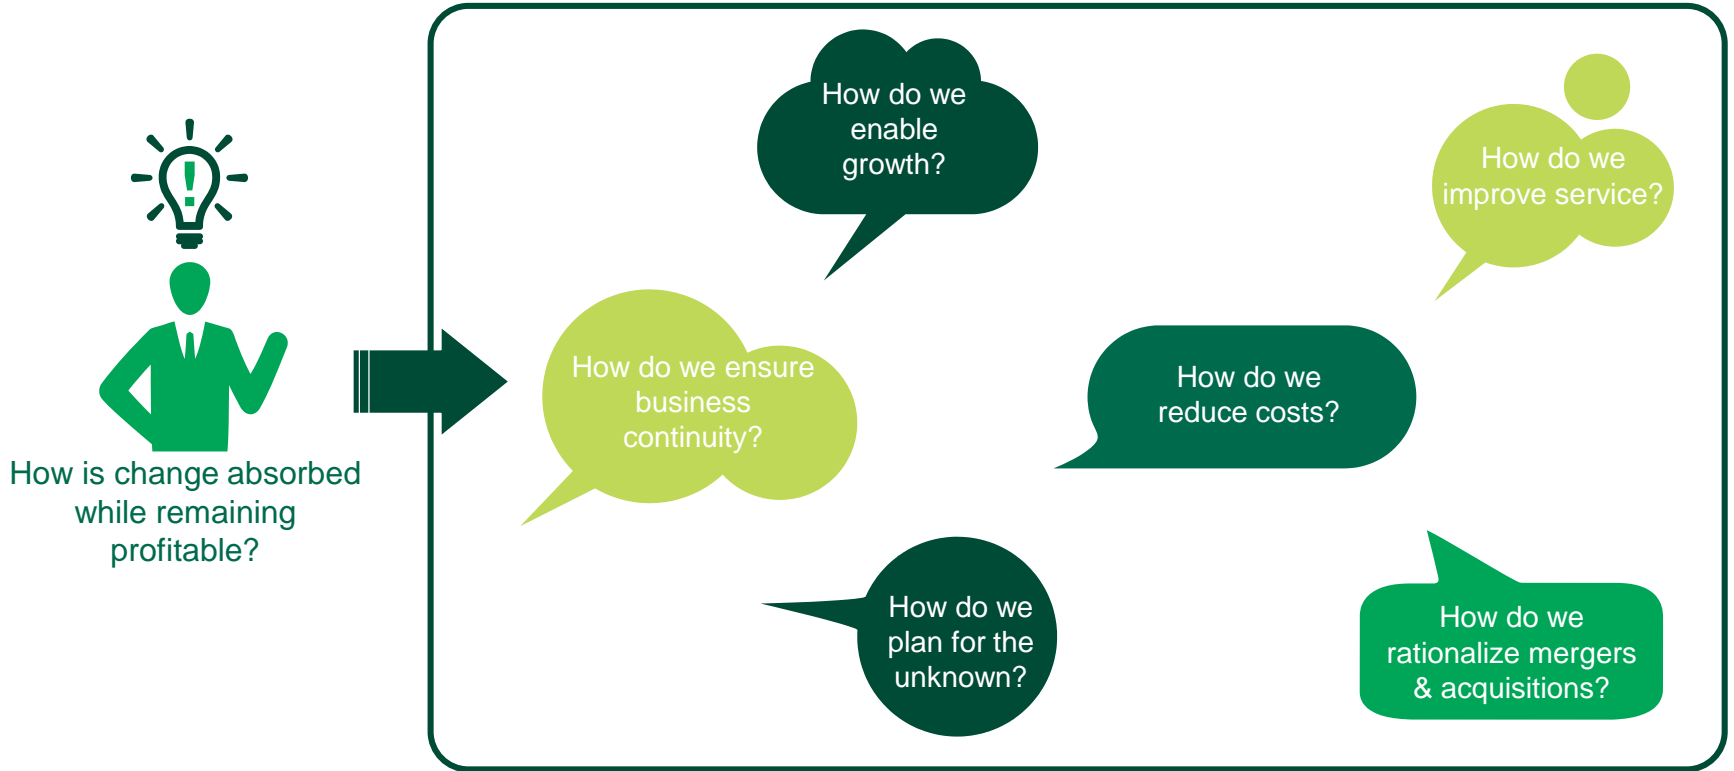 How is change absorbed
while remaining
profitable?
How do we
enable
growth?
How do we
improve service?
How do we ensure
business
continuity?
How do we
reduce costs?
How do we
plan for the
unknown?
How do we
rationalize mergers
& acquisitions?